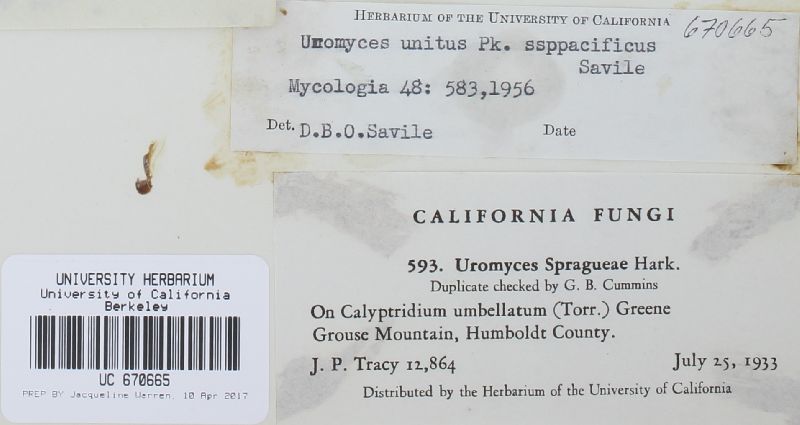 HERBARIUM OF THE UNIVERSITY OF CALIFORNIA 670665
Uromyces unitus Pk. ssppacificus
Savile
Mycologia 48: 583,1956
Det. D.B.O.Savile Date
CALIFORNIA FUNGI
593. Uromyces Spragueae Hark.
Duplicate checked by G. B. Cummins
On Calyptridium umbellatum (Torr.) Greene
Grouse Mountain, Humboldt County.
J. P. Tracy 12,864 July 25, 1933
Distributed by the Herbarium of the University of California
UNIVERSITY HERBARIUM
University of California
Berkeley
UC 670665
PREP BY Jacqueline Warren, 10 Apr 2017